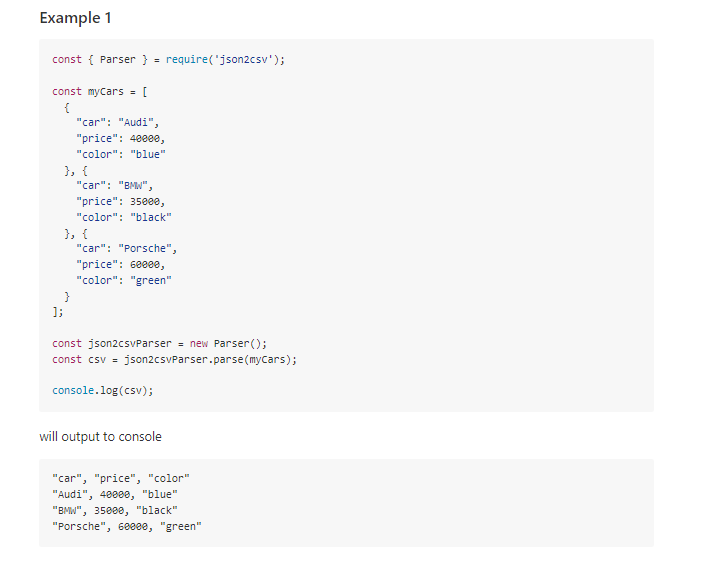 Example 1
const { Parser } = require('json2csv');
const myCars = [
  {
    "car": "Audi",
    "price": 40000,
    "color": "blue"
  }, {
    "car": "BMW",
    "price": 35000,
    "color": "black"
  }, {
    "car": "Porsche",
    "price": 60000,
    "color": "green"
  }
];
const json2csvParser = new Parser();
const csv = json2csvParser.parse(myCars);
console.log(csv);
will output to console
"car", "price", "color"
"Audi", 40000, "blue"
"BMW", 35000, "black"
"Porsche", 60000, "green"